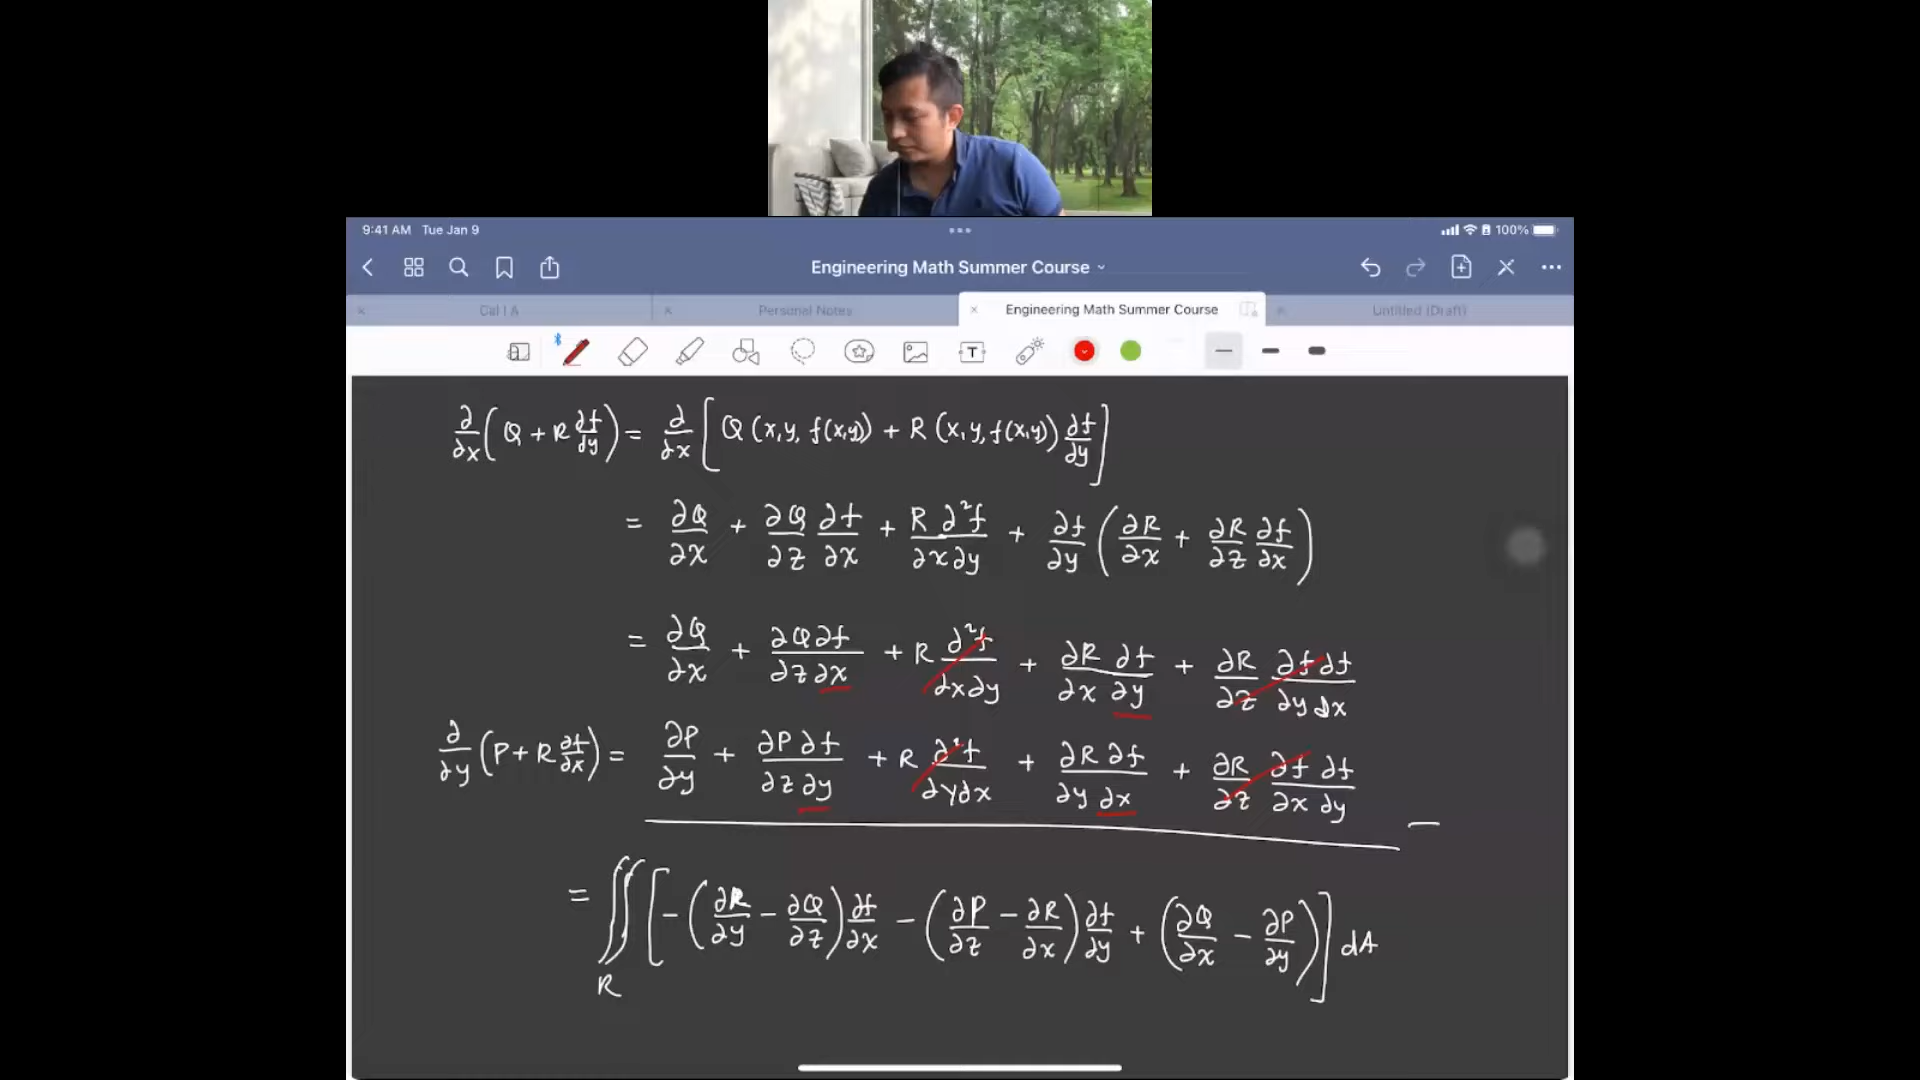 9:41 AM Tue Jan 9
100%
Engineering Math Summer Course
Cal I A
Personal Notes
Engineering Math Summer Course
Untitled (Draft)
T
∂/∂x (Q + R ∂f/∂y) = ∂/∂x [Q (x,y, f(x,y)) + R (x,y,f(x,y)) ∂f/∂y]
= ∂Q/∂x + ∂Q/∂z ∂f/∂x + R ∂²f/∂x∂y + ∂f/∂y (∂R/∂x + ∂R/∂z ∂f/∂x)
= ∂Q/∂x + ∂Q∂f/∂z∂x + R ∂²f/∂x∂y + ∂R ∂f/∂x ∂y + ∂R/∂z ∂f∂f/∂y∂x
∂/∂y (P + R ∂f/∂x) = ∂P/∂y + ∂P∂f/∂z∂y + R ∂²f/∂y∂x + ∂R ∂f/∂y ∂x + ∂R/∂z ∂f ∂f/∂x ∂y
—
= ∬_R [-(∂R/∂y - ∂Q/∂z) ∂f/∂x - (∂P/∂z - ∂R/∂x) ∂f/∂y + (∂Q/∂x - ∂P/∂y)] dA